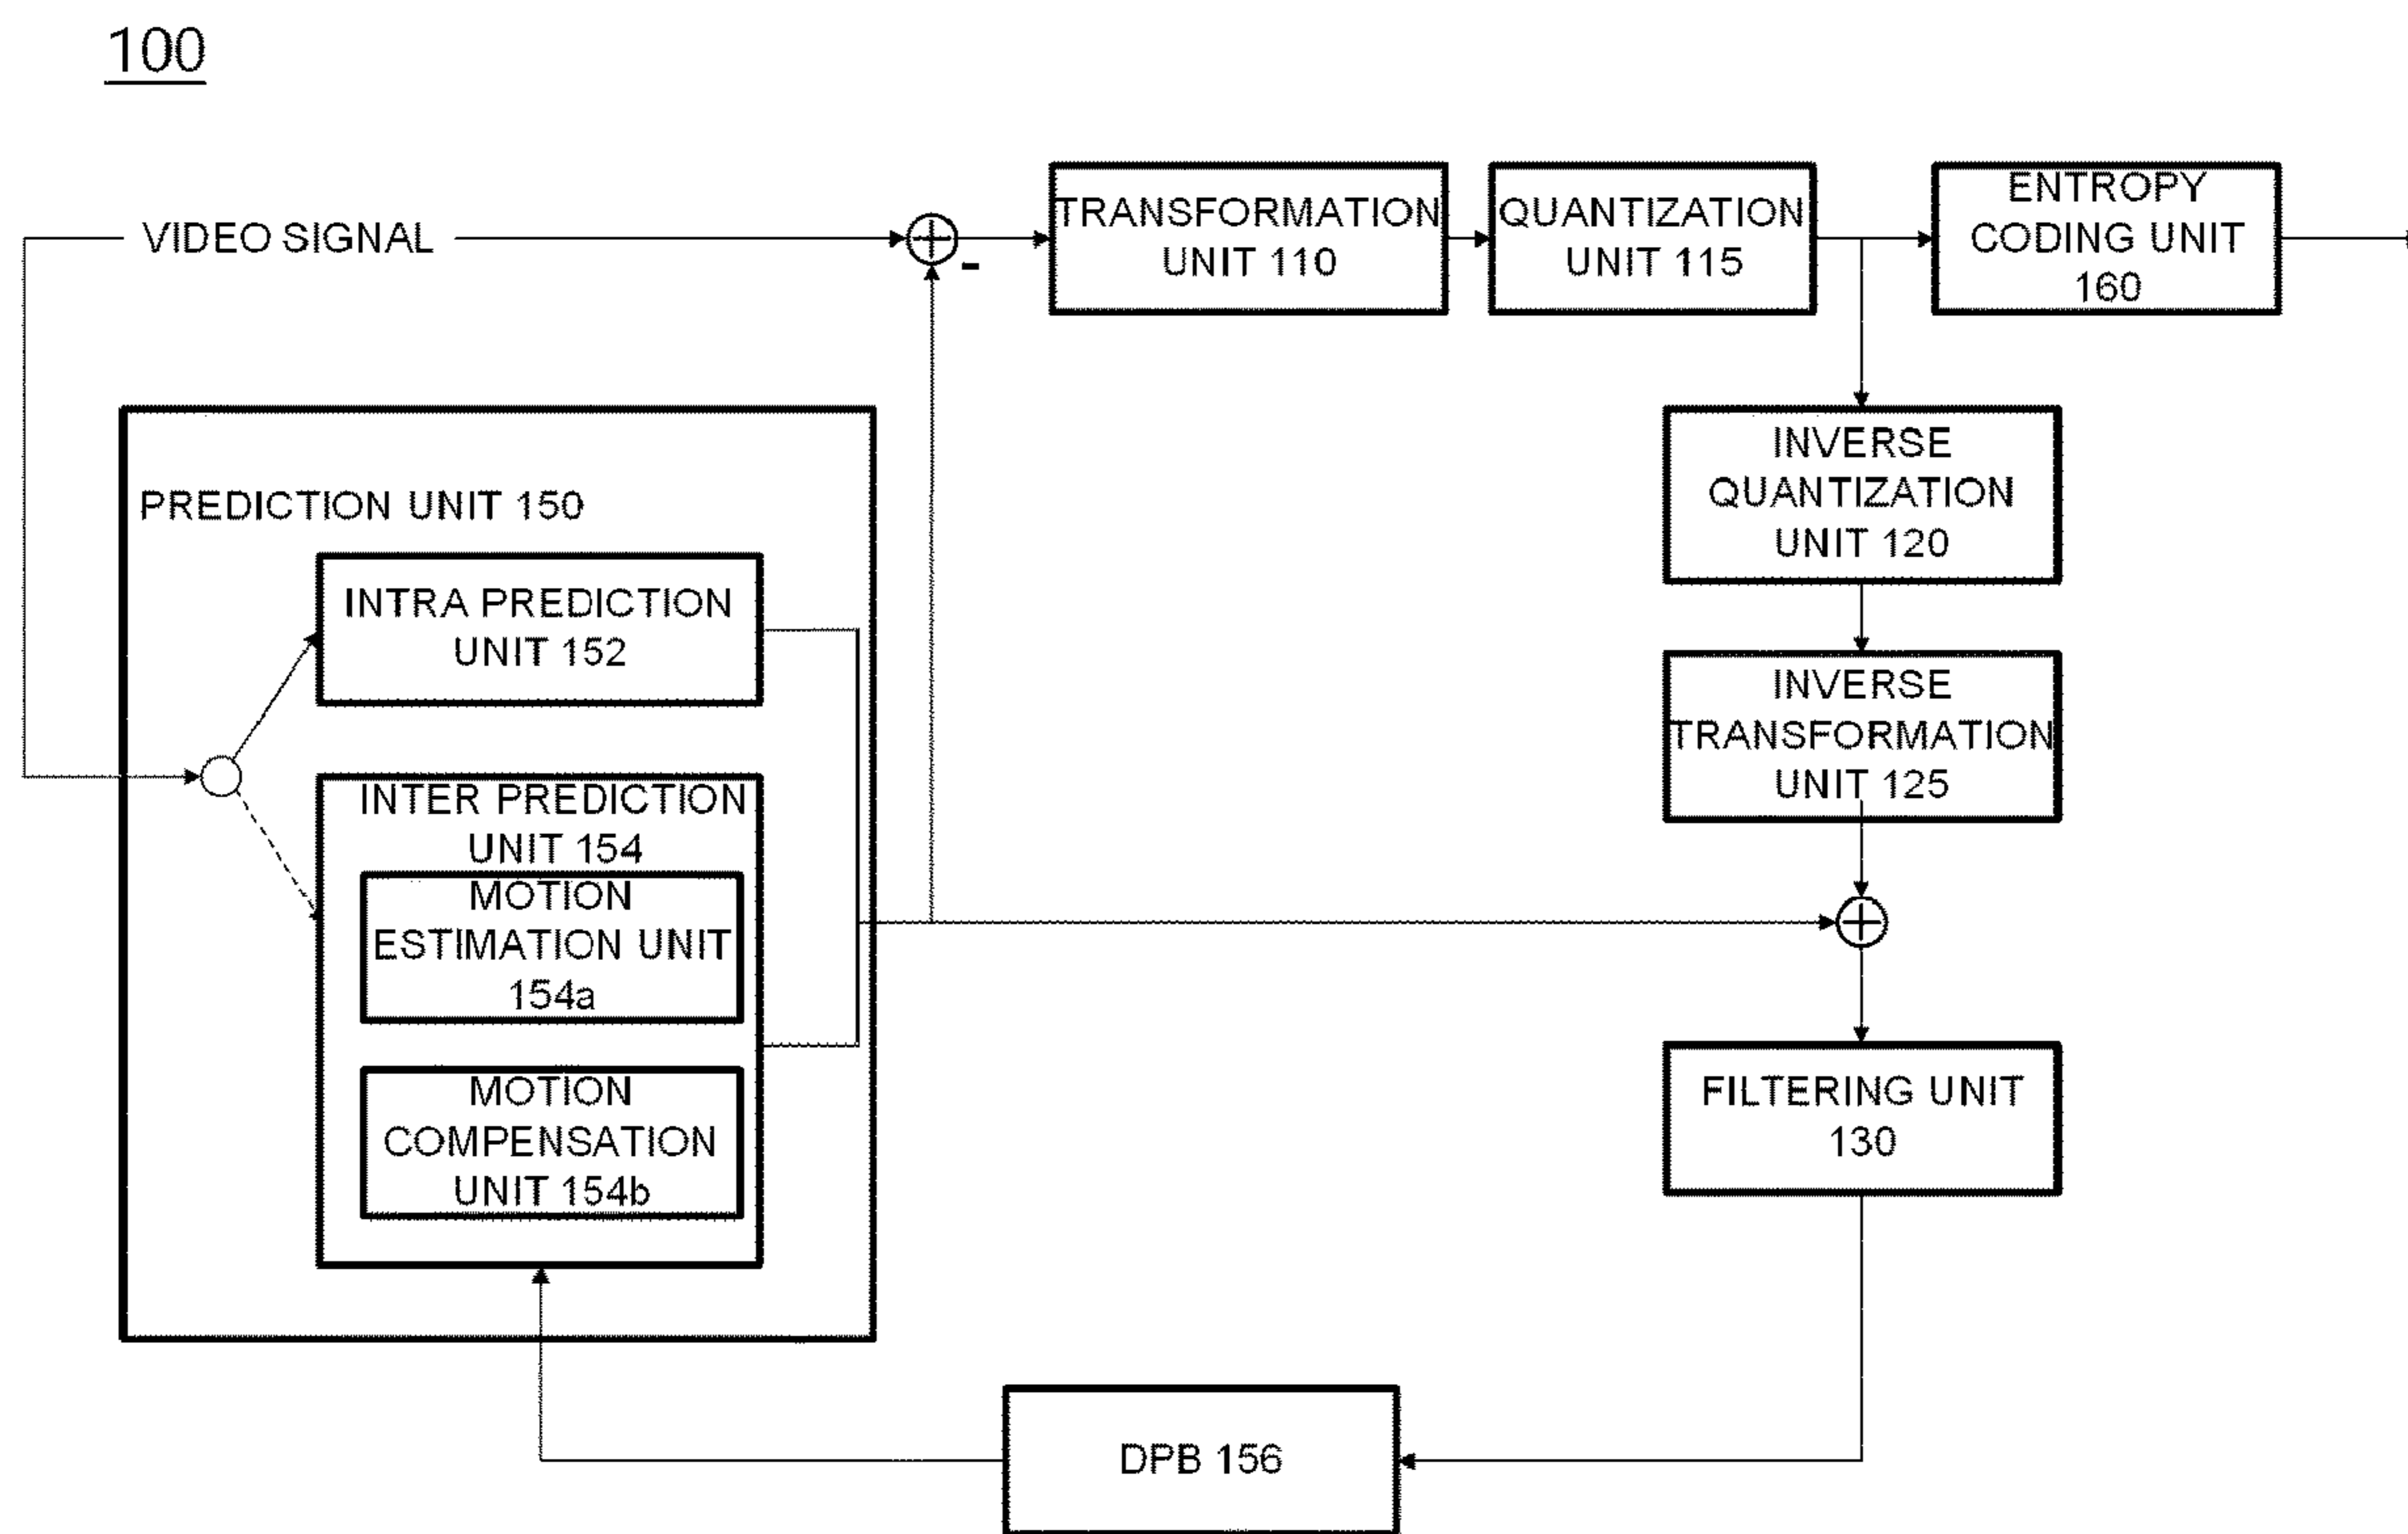 100
VIDEO SIGNAL
-
TRANSFORMATION
UNIT 110
QUANTIZATION
UNIT 115
ENTROPY
CODING UNIT
160
INVERSE
QUANTIZATION
UNIT 120
INVERSE
TRANSFORMATION
UNIT 125
PREDICTION UNIT 150
INTRA PREDICTION
UNIT 152
INTER PREDICTION
UNIT 154
MOTION
ESTIMATION UNIT
154a
MOTION
COMPENSATION
UNIT 154b
FILTERING UNIT
130
DPB 156